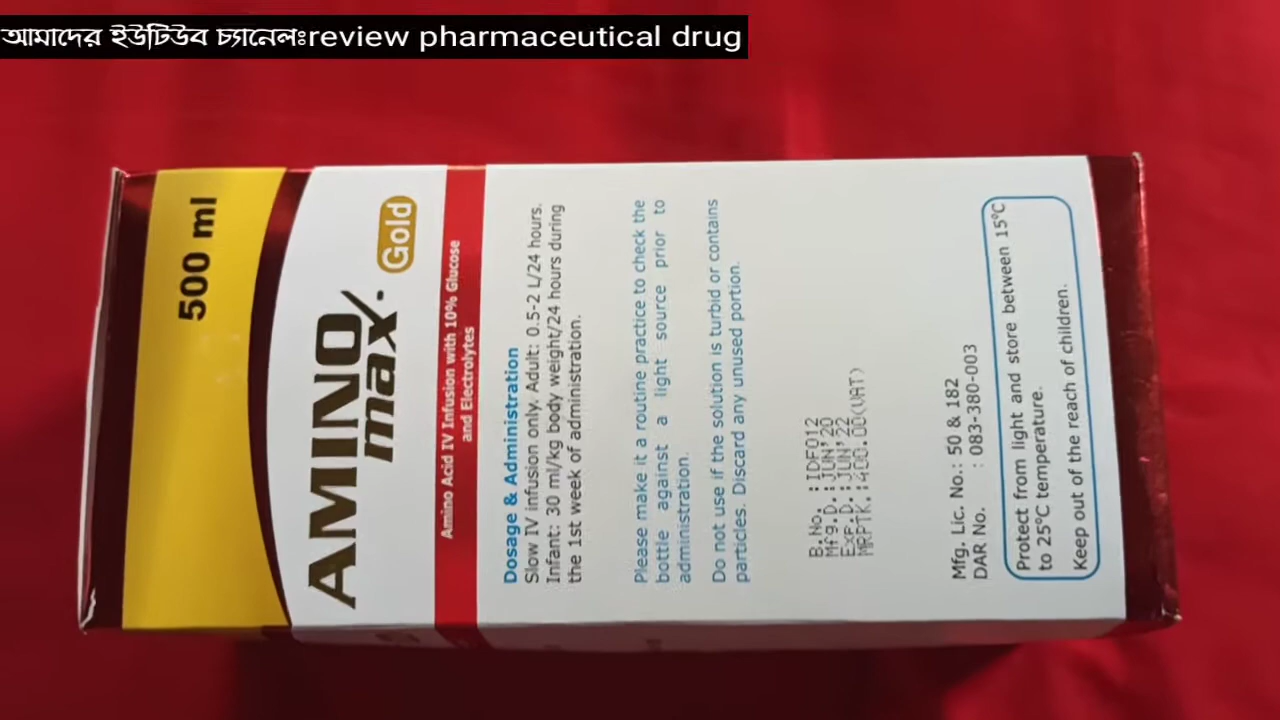 আমাদের ইউটিউব চ্যানেলঃreview pharmaceutical drug
500 ml
AMINO
max
Gold
Amino Acid IV Infusion with 10% Glucose
and Electrolytes
Dosage & Administration
Slow IV infusion only. Adult: 0.5-2 L/24 hours.
Infant: 30 ml/kg body weight/24 hours during
the 1st week of administration.
Please make it a routine practice to check the
bottle against a light source prior to
administration.
Do not use if the solution is turbid or contains
particles. Discard any unused portion.
B.No. :IDF012
Mfg.D.:JUN'20
Exp.D.:JUN'22
MRPTK.:400.00(VAT)
Mfg. Lic. No.: 50 & 182
DAR No. : 083-380-003
Protect from light and store between 15°C
to 25°C temperature.
Keep out of the reach of children.